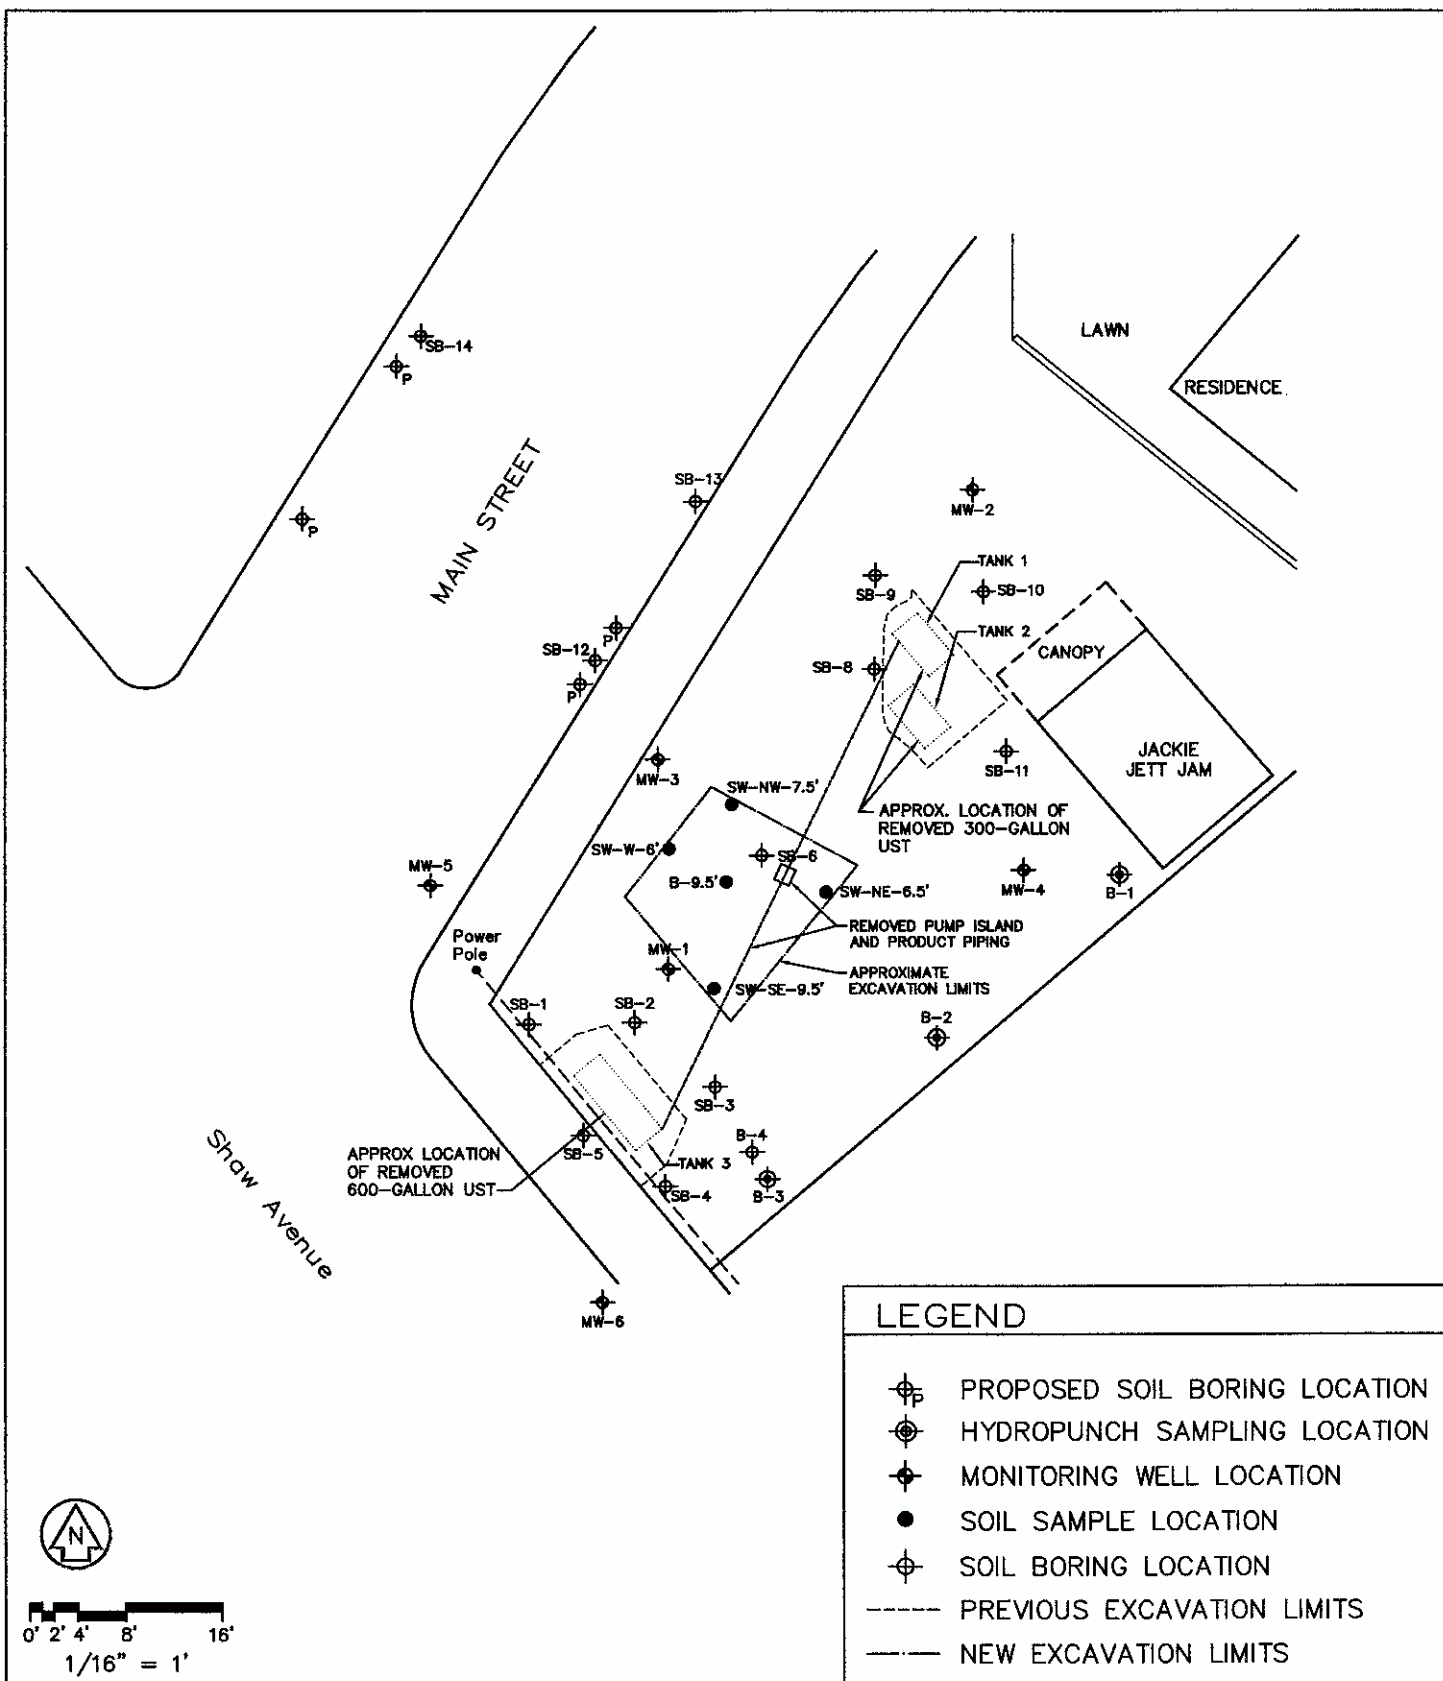 LAWN
RESIDENCE
SB-14
P
MAIN STREET
SB-13
P
MW-2
TANK 1
SB-9
SB-10
TANK 2
P
SB-12
CANOPY
SB-8
P
JACKIE
JETT JAM
SB-11
MW-3
SW-NW-7.5'
APPROX. LOCATION OF
REMOVED 300-GALLON
UST
SW-W-6'
SB-6
MW-5
B-9.5'
SW-NE-6.5'
MW-4
B-1
REMOVED PUMP ISLAND
AND PRODUCT PIPING
Power
Pole
MW-1
APPROXIMATE
EXCAVATION LIMITS
SW-SE-9.5'
SB-1
SB-2
B-2
SB-3
Shaw Avenue
SB-5
B-4
APPROX LOCATION
OF REMOVED
600-GALLON UST
TANK 3
SB-4
B-3
MW-6
LEGEND
P PROPOSED SOIL BORING LOCATION
HYDROPUNCH SAMPLING LOCATION
MONITORING WELL LOCATION
SOIL SAMPLE LOCATION
SOIL BORING LOCATION
PREVIOUS EXCAVATION LIMITS
NEW EXCAVATION LIMITS
N
0' 2' 4' 8' 16'
1/16" = 1'